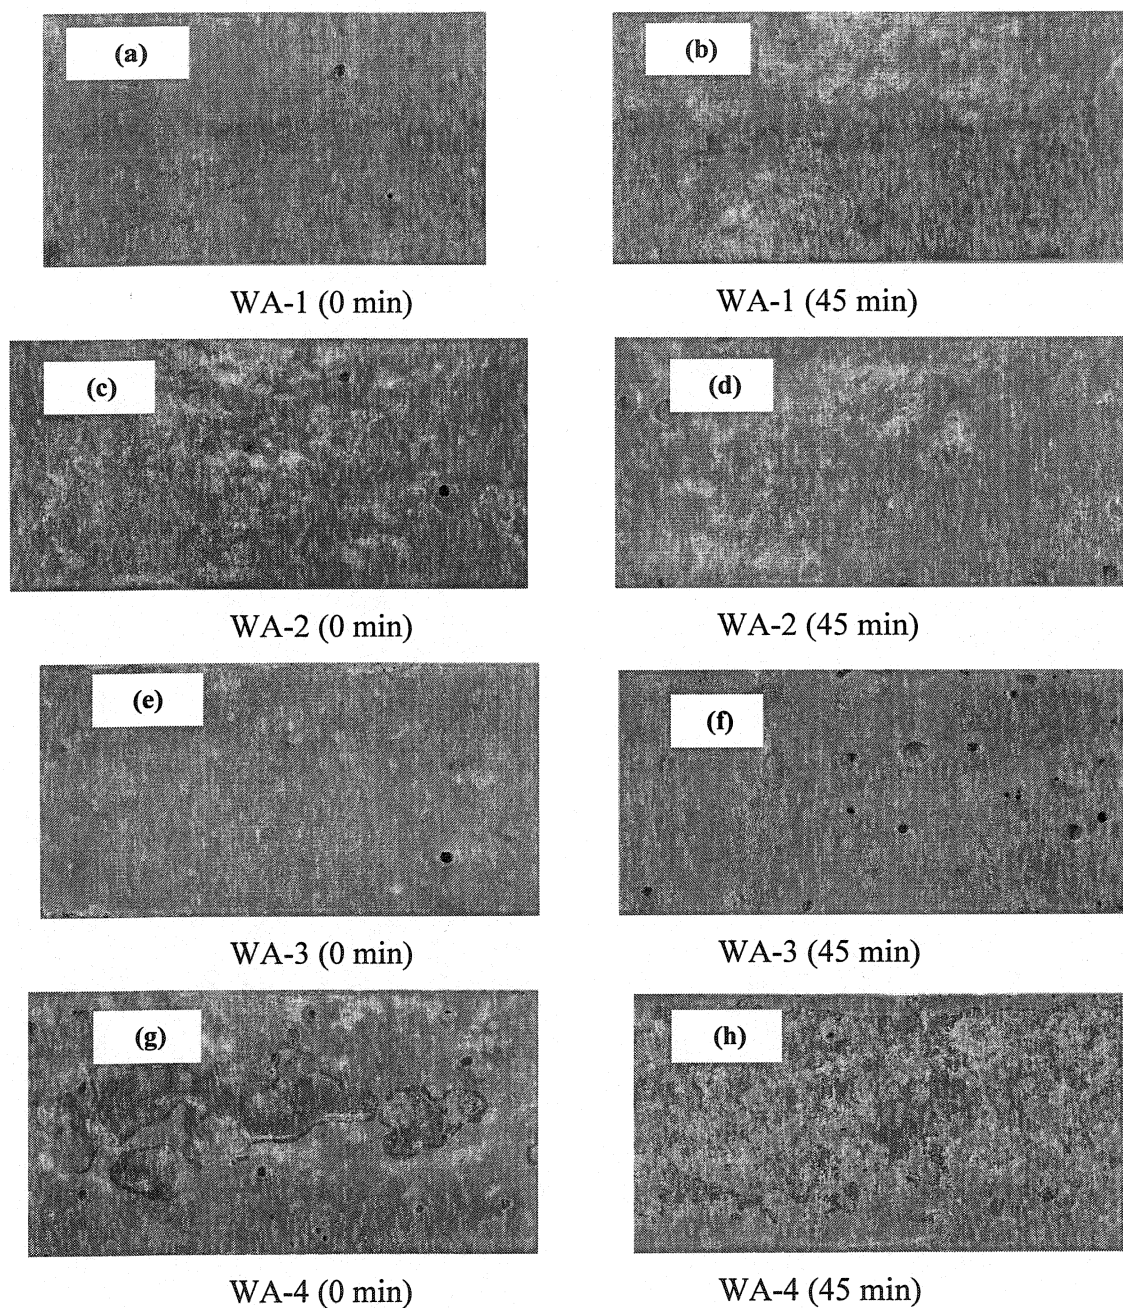 (a) (b)
WA-1 (0 min) WA-1 (45 min)
(c) (d)
WA-2 (0 min) WA-2 (45 min)
(e) (f)
WA-3 (0 min) WA-3 (45 min)
(g) (h)
WA-4 (0 min) WA-4 (45 min)